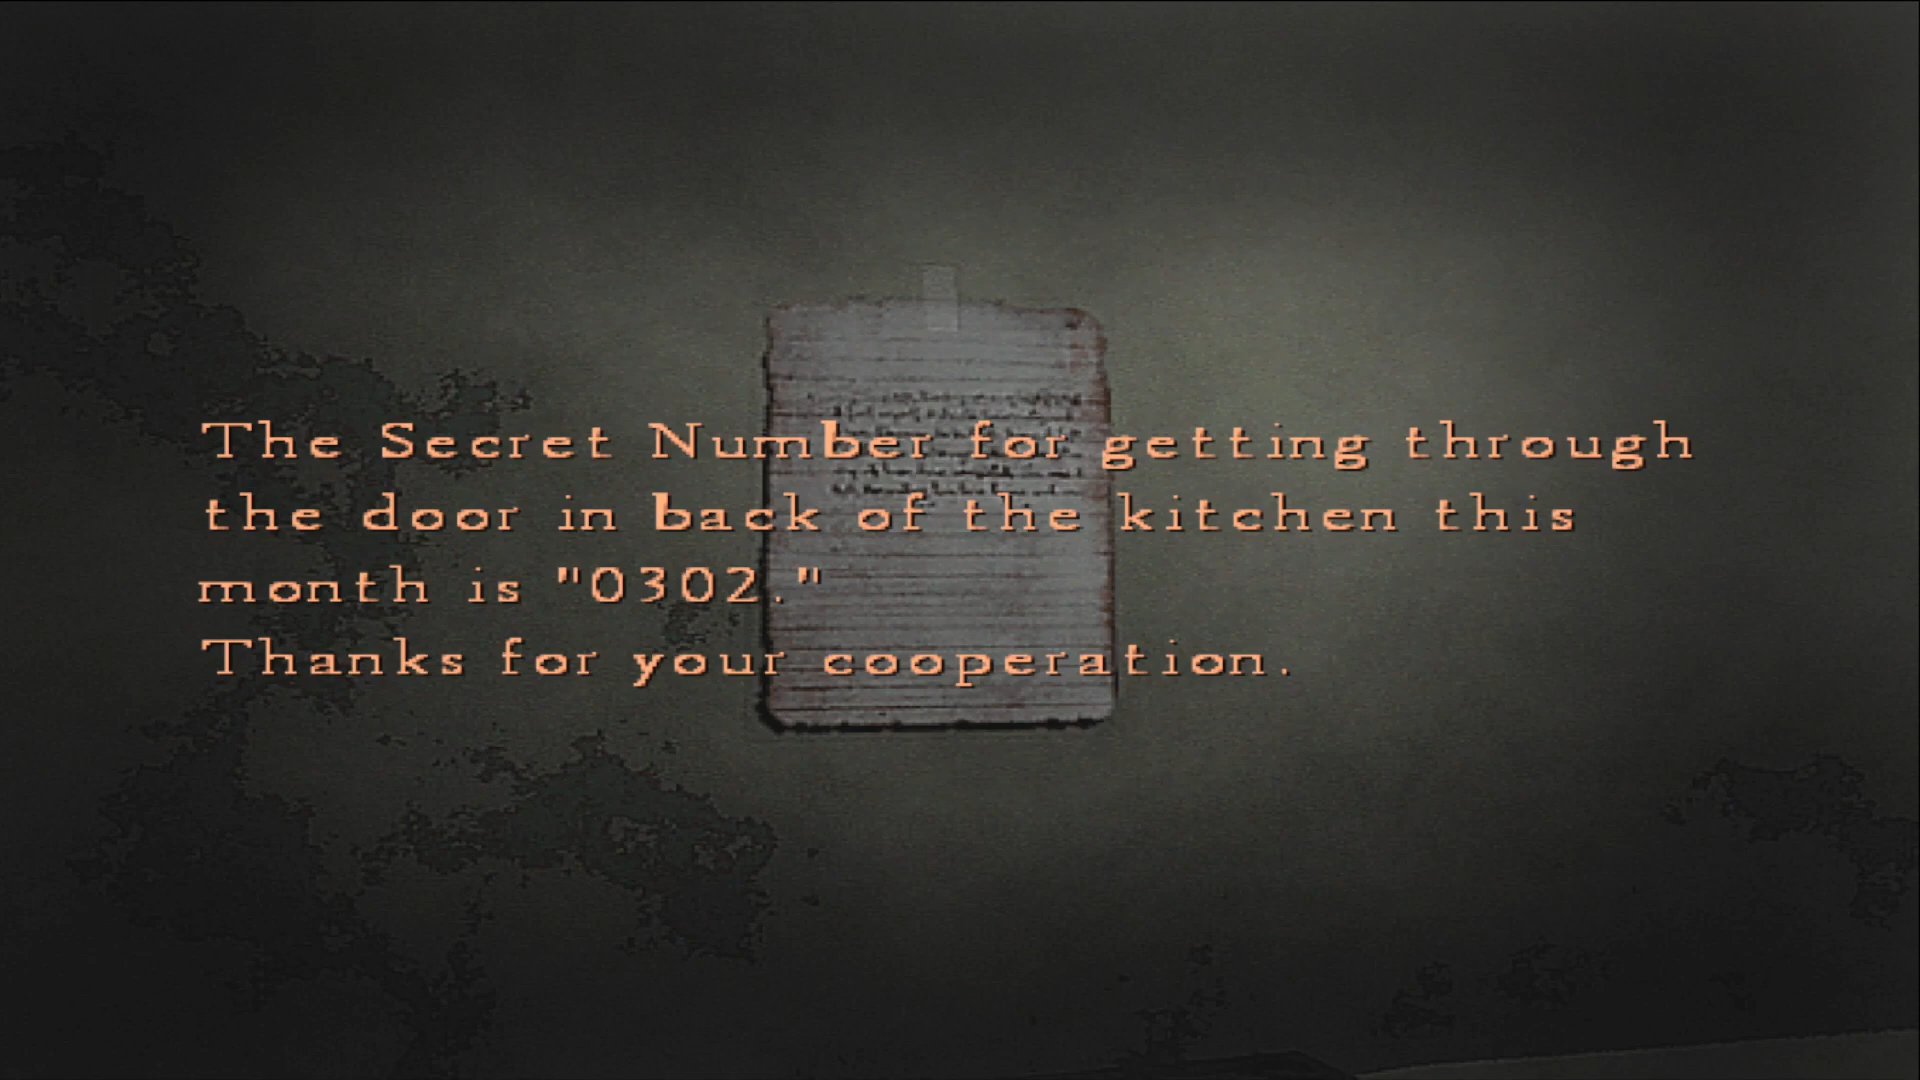 The Secret Number for getting through
the door in back of the kitchen this
month is "0302."
Thanks for your cooperation.